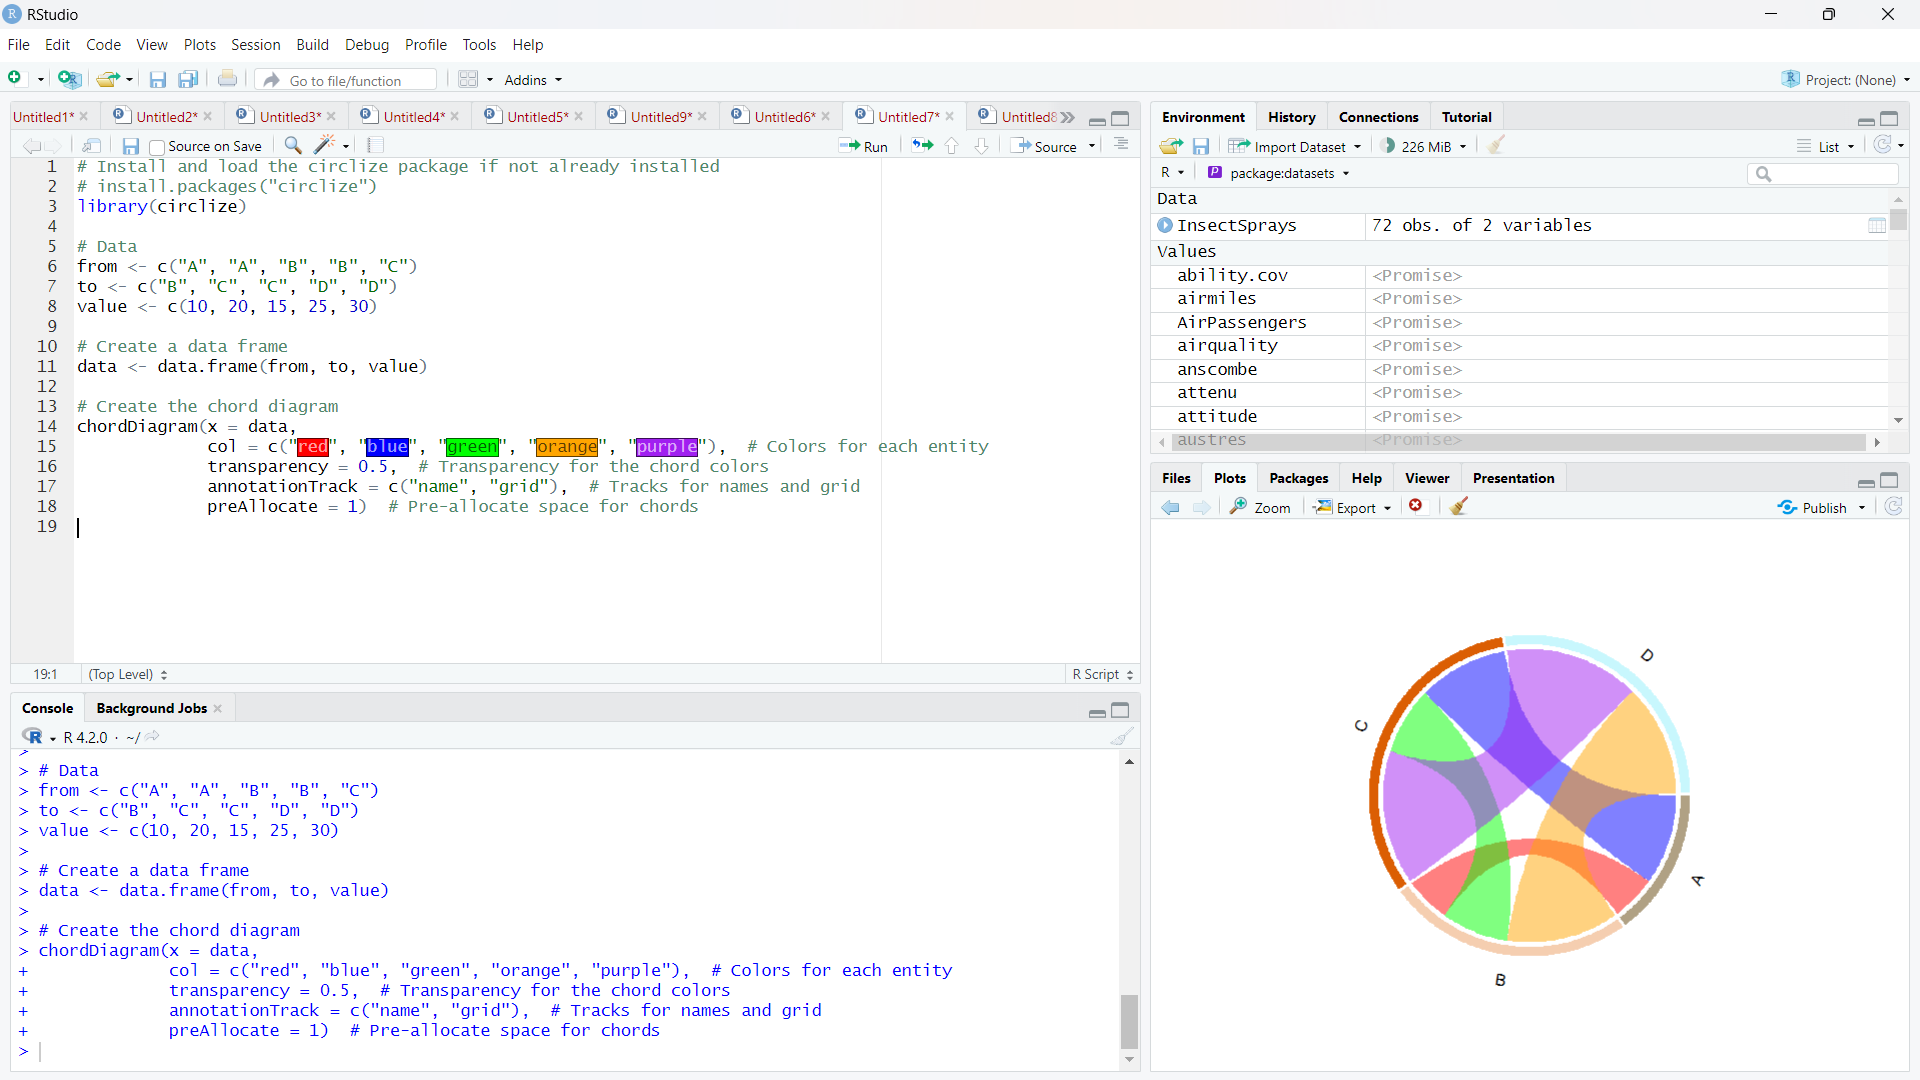 RStudio
File Edit Code View Plots Session Build Debug Profile Tools Help
Go to file/function Addins Project: (None)
Untitled1* Untitled2* Untitled3* Untitled4* Untitled5* Untitled9* Untitled6* Untitled7* Untitled8
Source on Save Run Source
1 # Install and load the circlize package if not already installed
2 # install.packages("circlize")
3 library(circlize)
4
5 # Data
6 from <- c("A", "A", "B", "B", "C")
7 to <- c("B", "C", "C", "D", "D")
8 value <- c(10, 20, 15, 25, 30)
9
10 # Create a data frame
11 data <- data.frame(from, to, value)
12
13 # Create the chord diagram
14 chordDiagram(x = data,
15 col = c("red", "blue", "green", "orange", "purple"), # Colors for each entity
16 transparency = 0.5, # Transparency for the chord colors
17 annotationTrack = c("name", "grid"), # Tracks for names and grid
18 preAllocate = 1) # Pre-allocate space for chords
19
19:1 (Top Level) R Script
Console Background Jobs
R 4.2.0 · ~/
>
> # Data
> from <- c("A", "A", "B", "B", "C")
> to <- c("B", "C", "C", "D", "D")
> value <- c(10, 20, 15, 25, 30)
>
> # Create a data frame
> data <- data.frame(from, to, value)
>
> # Create the chord diagram
> chordDiagram(x = data,
+ col = c("red", "blue", "green", "orange", "purple"), # Colors for each entity
+ transparency = 0.5, # Transparency for the chord colors
+ annotationTrack = c("name", "grid"), # Tracks for names and grid
+ preAllocate = 1) # Pre-allocate space for chords
>
Environment History Connections Tutorial
Import Dataset 226 MiB List
R package:datasets
Data
InsectSprays 72 obs. of 2 variables
Values
ability.cov <Promise>
airmiles <Promise>
AirPassengers <Promise>
airquality <Promise>
anscombe <Promise>
attenu <Promise>
attitude <Promise>
austres <Promise>
Files Plots Packages Help Viewer Presentation
Zoom Export Publish
D
C
A
B